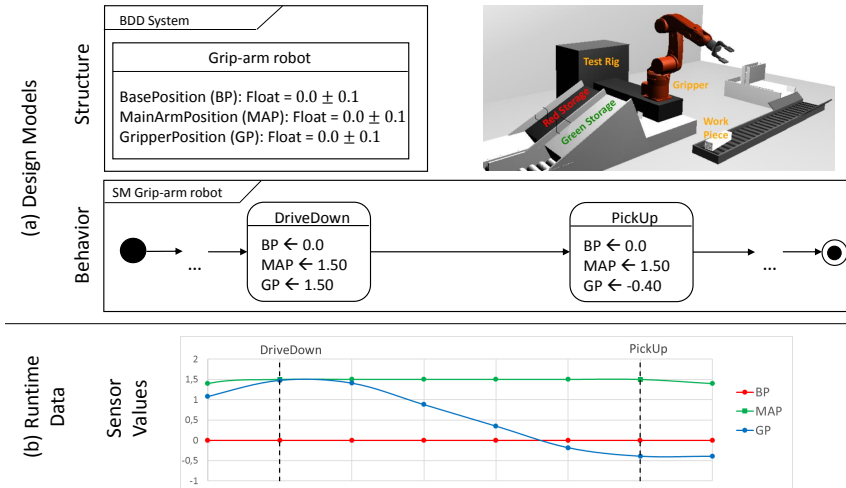 (a) Design Models
Structure
BDD System
Grip-arm robot
BasePosition (BP): Float = 0.0 ± 0.1
MainArmPosition (MAP): Float = 0.0 ± 0.1
GripperPosition (GP): Float = 0.0 ± 0.1
Test Rig
Gripper
Red Storage
Green Storage
Work
Piece
Behavior
SM Grip-arm robot
...
DriveDown
BP ← 0.0
MAP ← 1.50
GP ← 1.50
PickUp
BP ← 0.0
MAP ← 1.50
GP ← -0.40
...
(b) Runtime
Data
Sensor
Values
DriveDown
PickUp
2
1,5
1
0,5
0
-0,5
-1
BP
MAP
GP